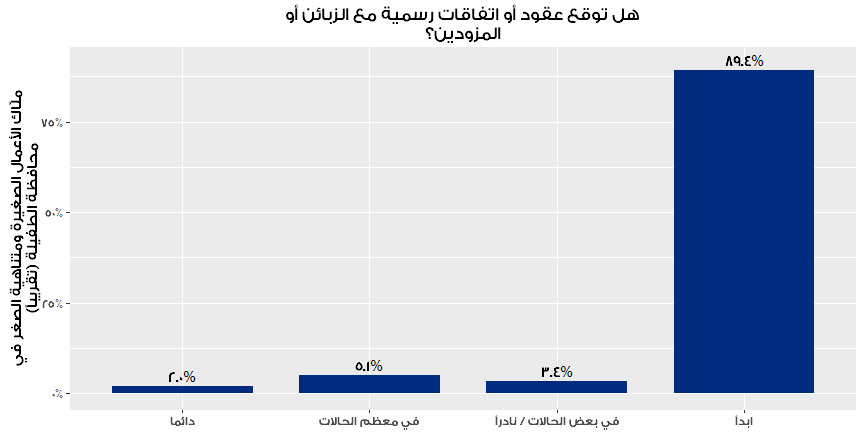 هل توقع عقود أو اتفاقات رسمية مع الزبائن أو
المزودين؟
ملّاك الأعمال الصغيرة ومتناهية الصغر في
محافظة الطفيلة (تقريباً)
٧٥%
٥٠%
٢٥%
٠%
٢.٠%
٥.١%
٣.٤%
٨٩.٤%
دائما
في معظم الحالات
في بعض الحالات / نادراً
ابداً